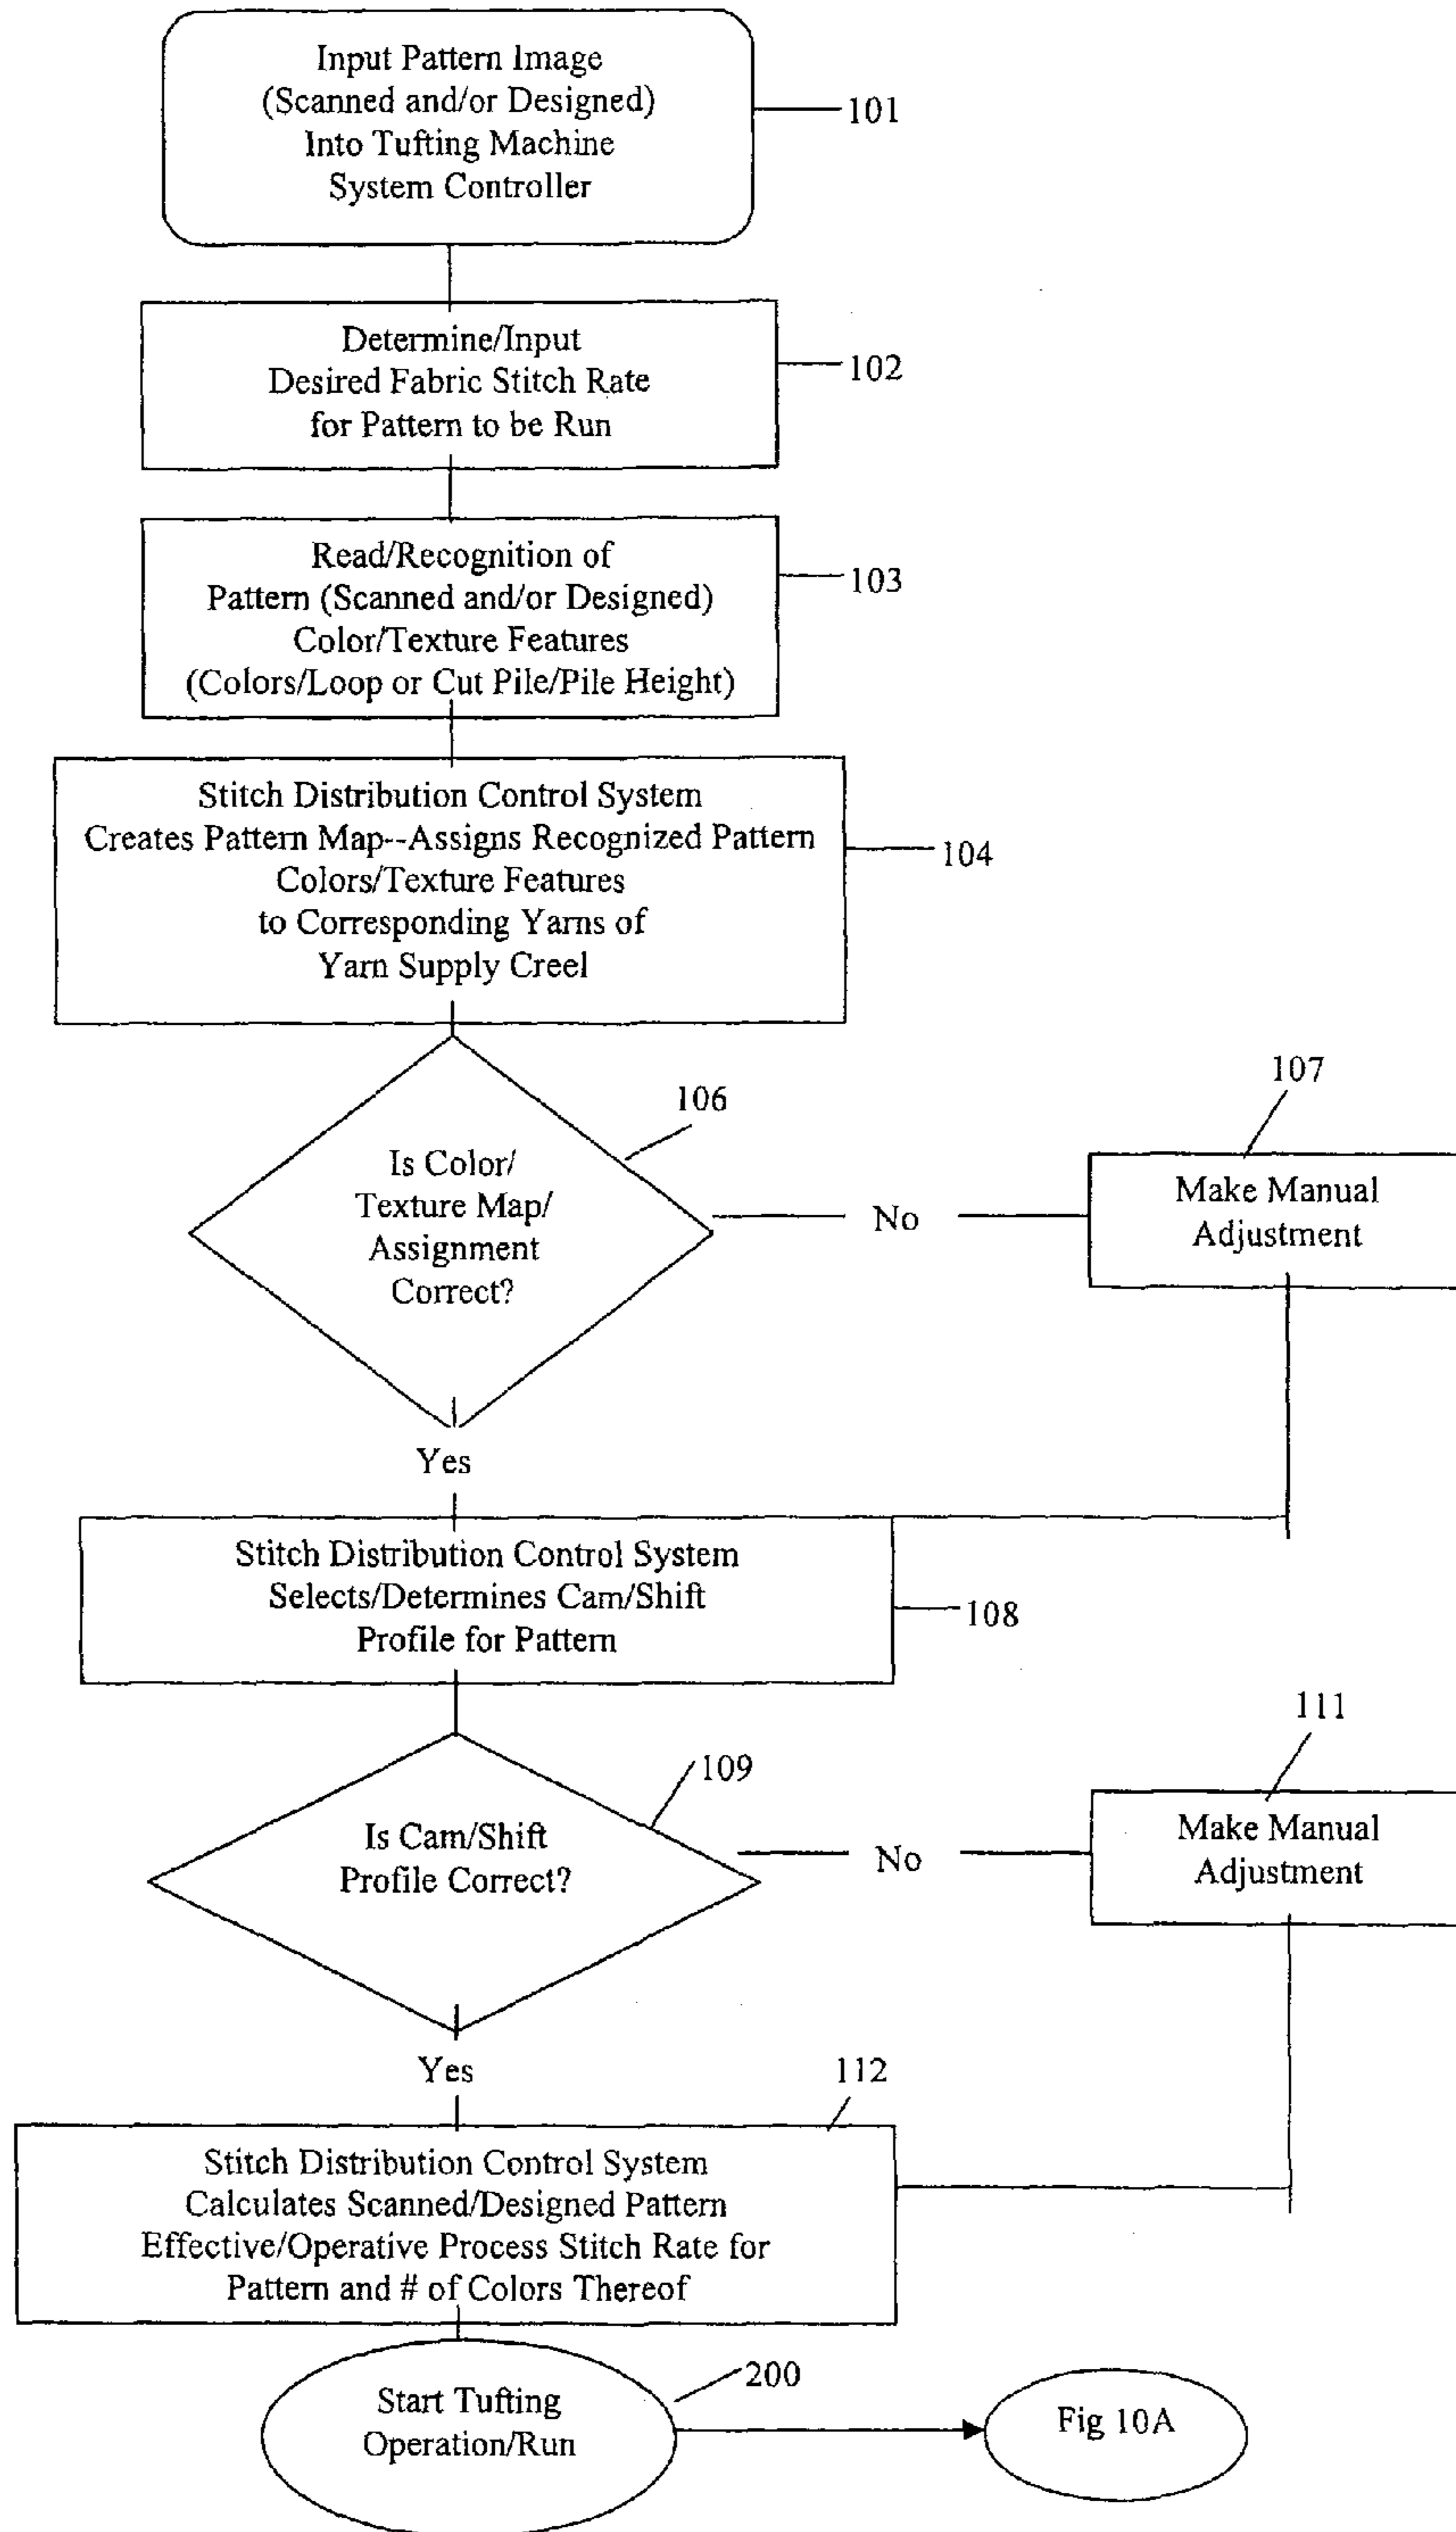 Input Pattern Image
(Scanned and/or Designed)
Into Tufting Machine
System Controller
101
Determine/Input
Desired Fabric Stitch Rate
for Pattern to be Run
102
Read/Recognition of
Pattern (Scanned and/or Designed)
Color/Texture Features
(Colors/Loop or Cut Pile/Pile Height)
103
Stitch Distribution Control System
Creates Pattern Map--Assigns Recognized Pattern
Colors/Texture Features
to Corresponding Yarns of
Yarn Supply Creel
104
106
Is Color/
Texture Map/
Assignment
Correct?
No
107
Make Manual
Adjustment
Yes
Stitch Distribution Control System
Selects/Determines Cam/Shift
Profile for Pattern
108
109
Is Cam/Shift
Profile Correct?
No
111
Make Manual
Adjustment
Yes
112
Stitch Distribution Control System
Calculates Scanned/Designed Pattern
Effective/Operative Process Stitch Rate for
Pattern and # of Colors Thereof
Start Tufting
Operation/Run
200
Fig 10A